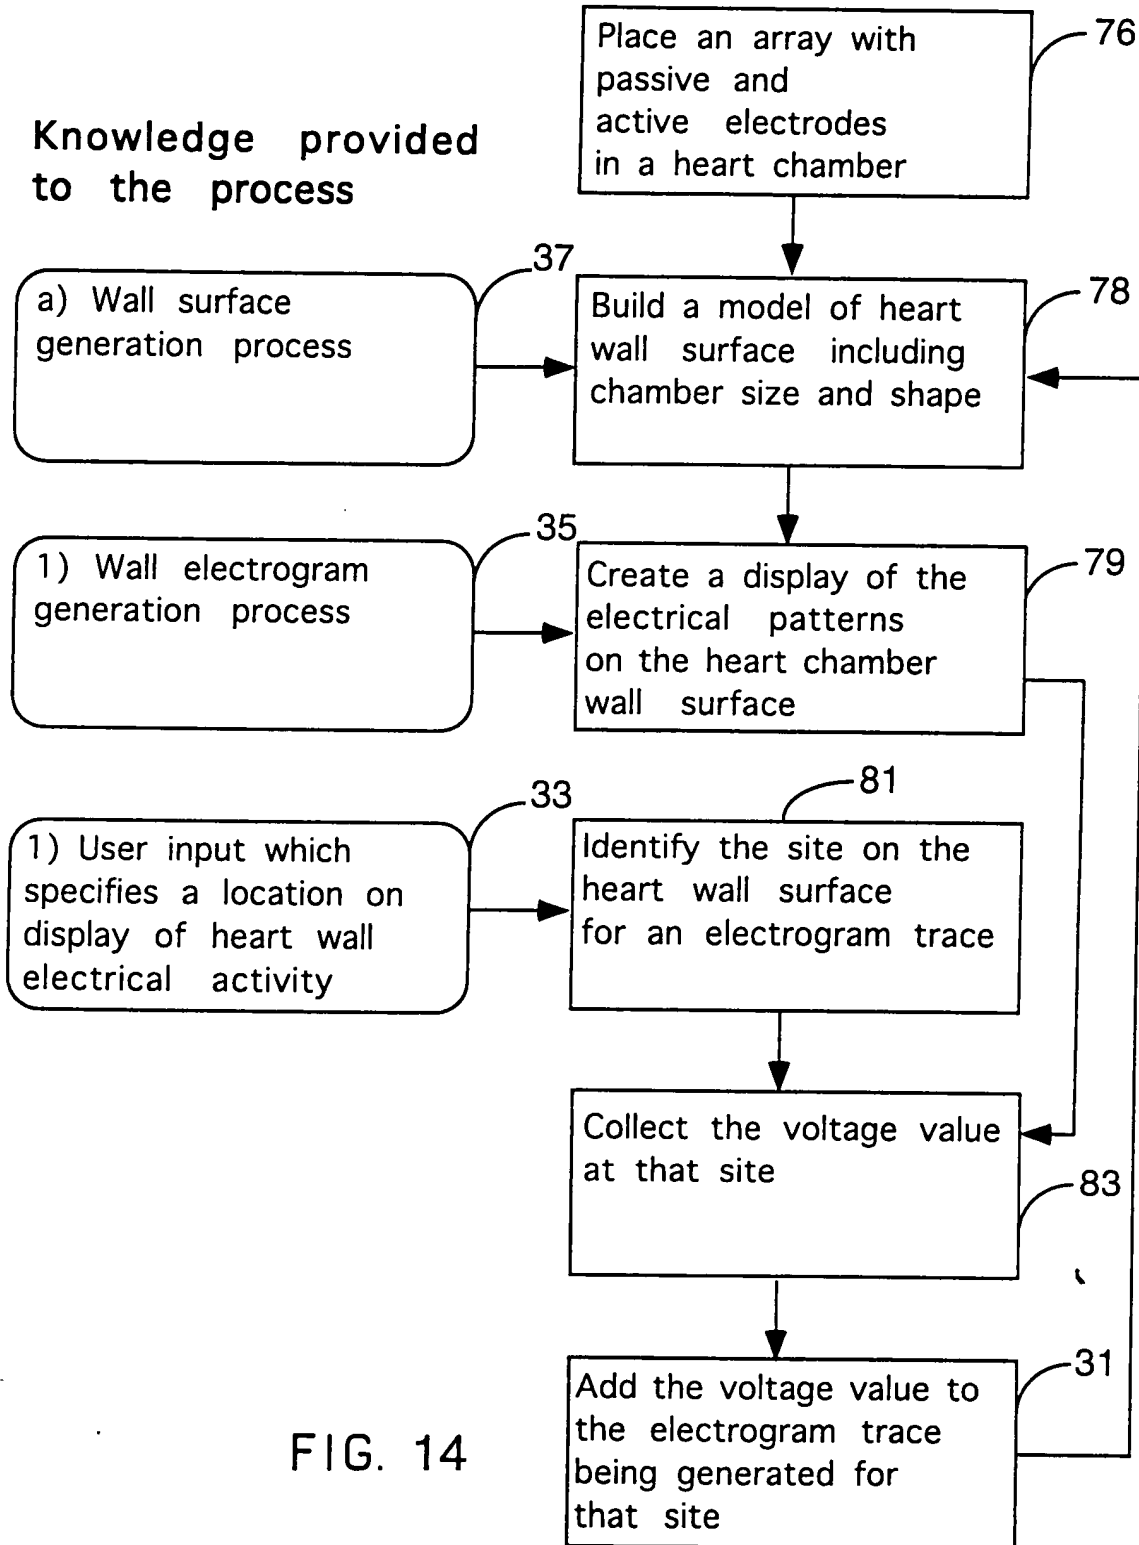 Place an array with
passive and
active electrodes
in a heart chamber
76
Knowledge provided
to the process
a) Wall surface
generation process
37
Build a model of heart
wall surface including
chamber size and shape
78
1) Wall electrogram
generation process
35
Create a display of the
electrical patterns
on the heart chamber
wall surface
79
1) User input which
specifies a location on
display of heart wall
electrical activity
33
Identify the site on the
heart wall surface
for an electrogram trace
81
Collect the voltage value
at that site
83
Add the voltage value to
the electrogram trace
being generated for
that site
31
FIG. 14